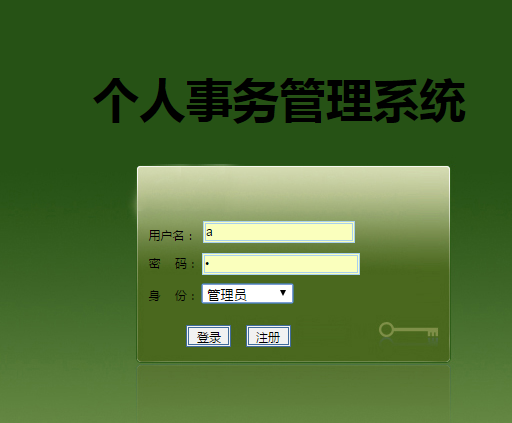 个人事务管理系统
用户名： a
密 码： •
身 份： 管理员
登录 注册